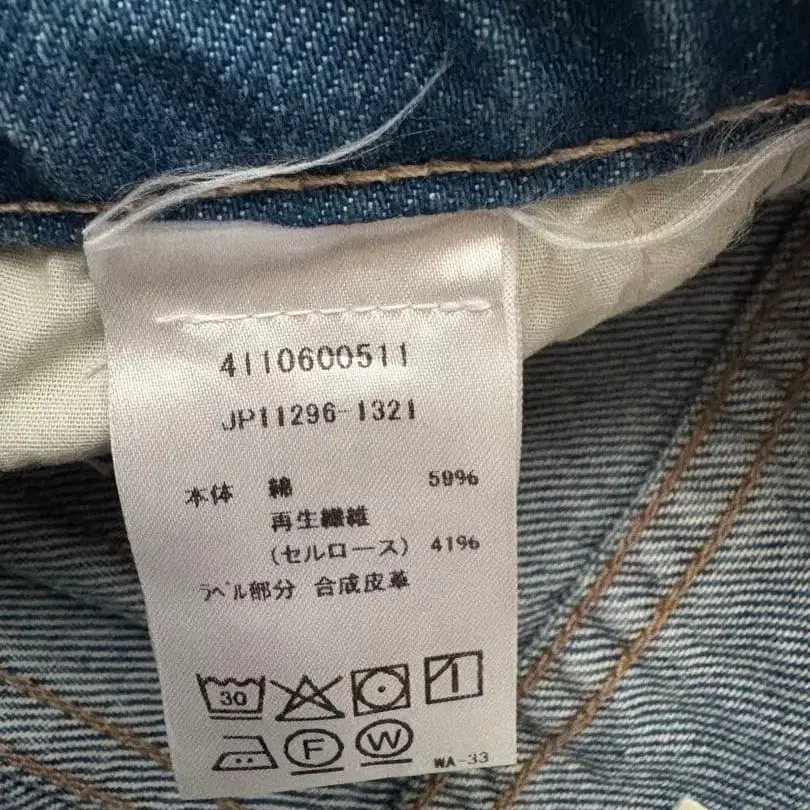 4110600511
JP11296-1321
本体 綿 59%
再生繊維
(セルロース) 41%
ラベル部分 合成皮革
30
F W
WA-33